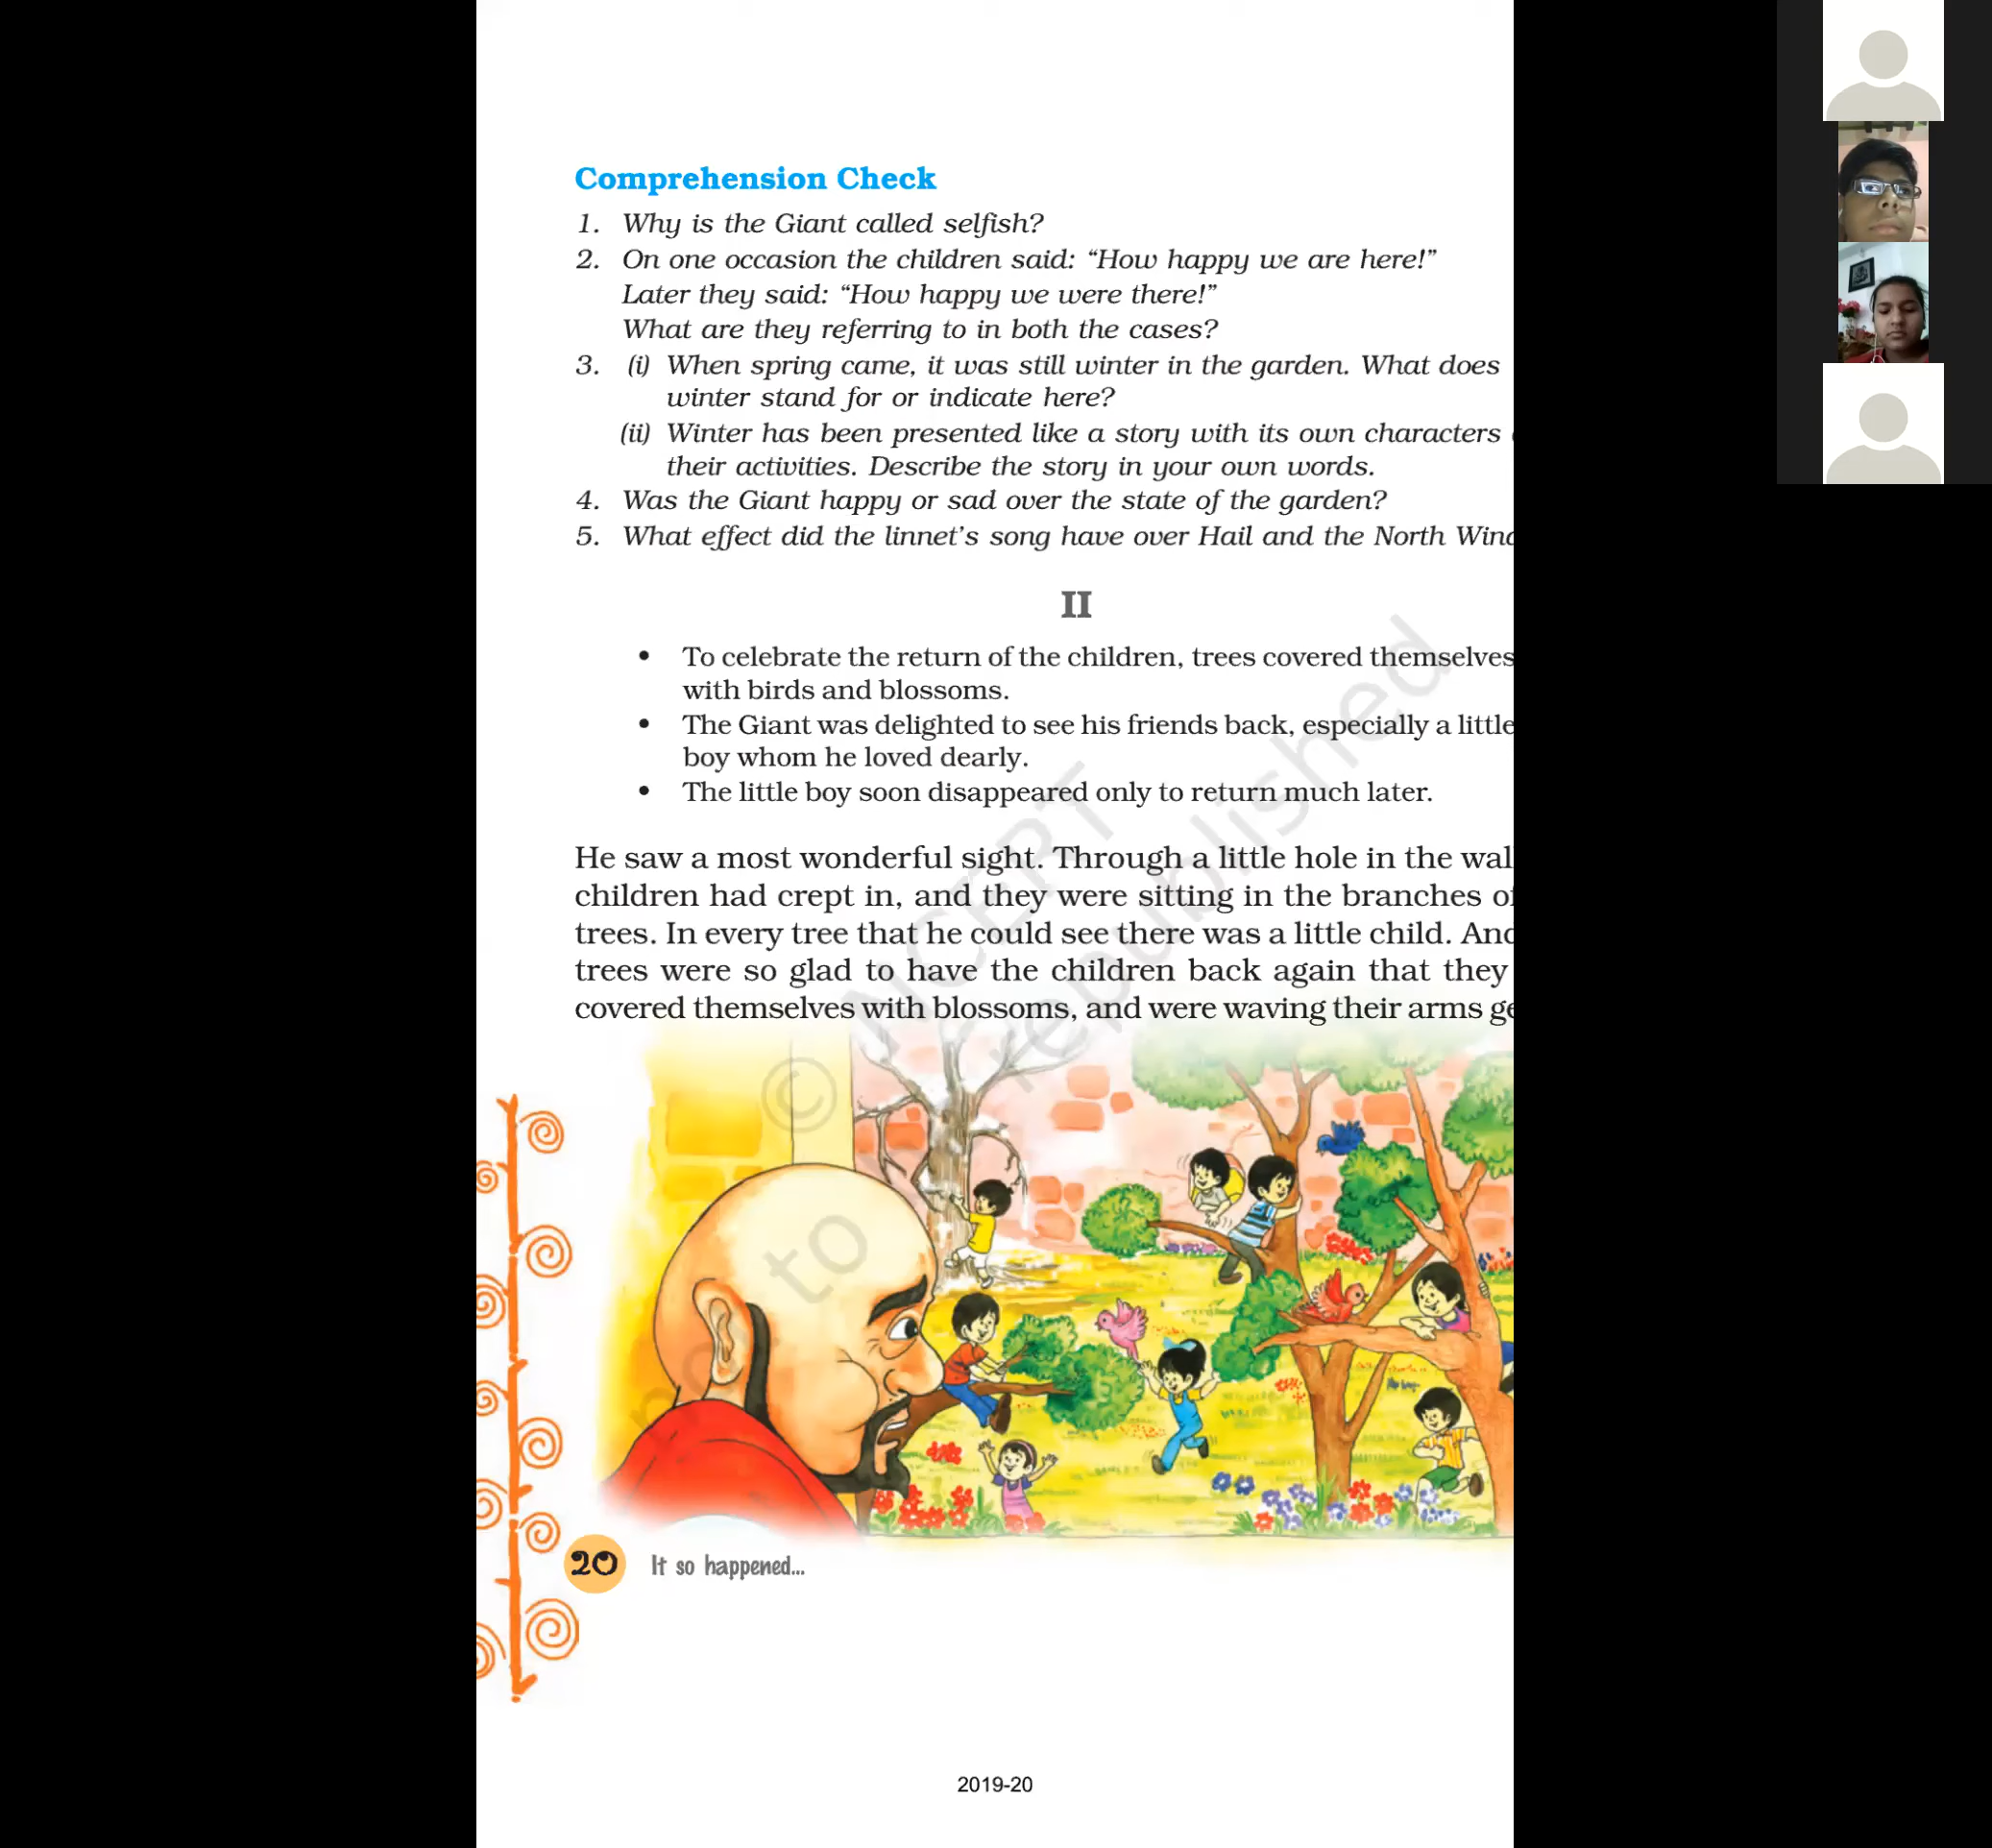 Comprehension Check
1. Why is the Giant called selfish?
2. On one occasion the children said: “How happy we are here!”
Later they said: “How happy we were there!”
What are they referring to in both the cases?
3. (i) When spring came, it was still winter in the garden. What does
winter stand for or indicate here?
(ii) Winter has been presented like a story with its own characters
their activities. Describe the story in your own words.
4. Was the Giant happy or sad over the state of the garden?
5. What effect did the linnet’s song have over Hail and the North
II
• To celebrate the return of the children, trees covered themselves
with birds and blossoms.
• The Giant was delighted to see his friends back, especially a little
boy whom he loved dearly.
• The little boy soon disappeared only to return much later.
He saw a most wonderful sight. Through a little hole in the
children had crept in, and they were sitting in the branches
trees. In every tree that he could see there was a little child.
trees were so glad to have the children back again that they
covered themselves with blossoms, and were waving their arms
© NCERT
not to republished
20 It so happened...
2019-20